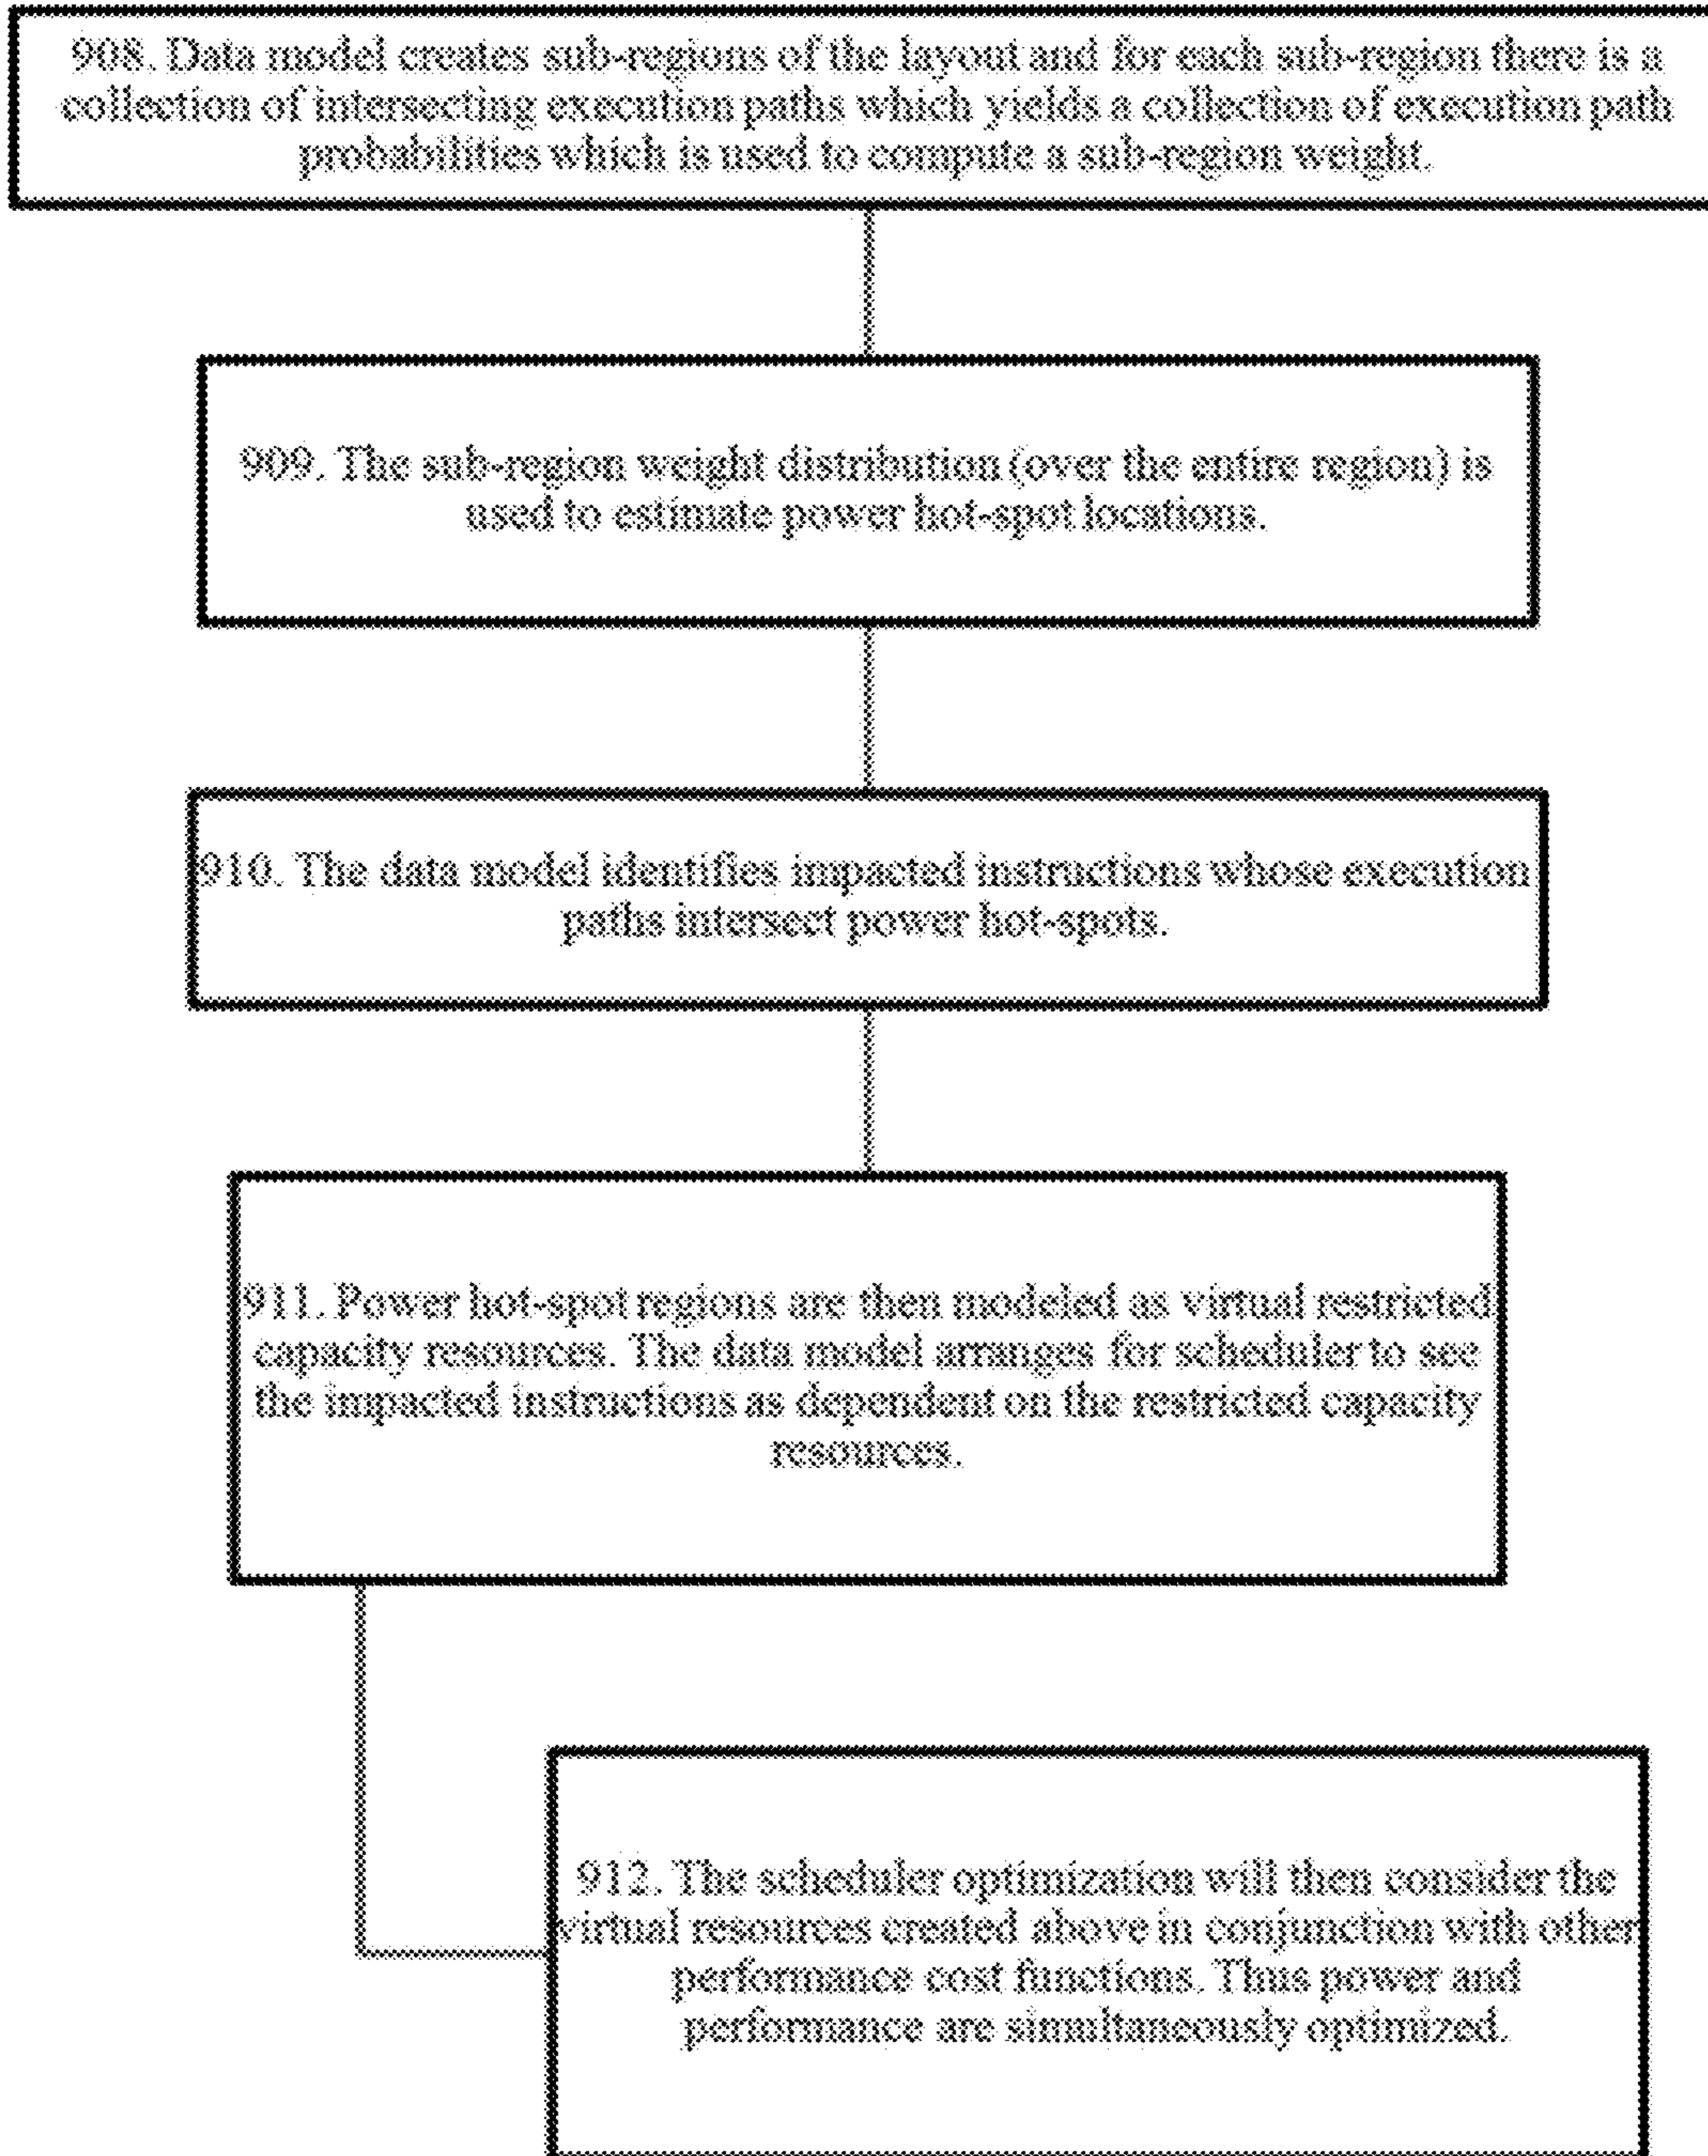 908. Data model creates sub-regions of the layout and for each sub-region there is a
collection of intersecting execution paths which yields a collection of execution path
probabilities which is used to compute a sub-region weight.
909. The sub-region weight distribution (over the entire region) is
used to estimate power hot-spot locations.
910. The data model identifies impacted instructions whose execution
paths intersect power hot-spots.
911. Power hot-spot regions are then modeled as virtual restricted
capacity resources. The data model arranges for scheduler to see
the impacted instructions as dependent on the restricted capacity
resources.
912. The scheduler optimization will then consider the
virtual resources created above in conjunction with other
performance cost functions. Thus power and
performance are simultaneously optimized.